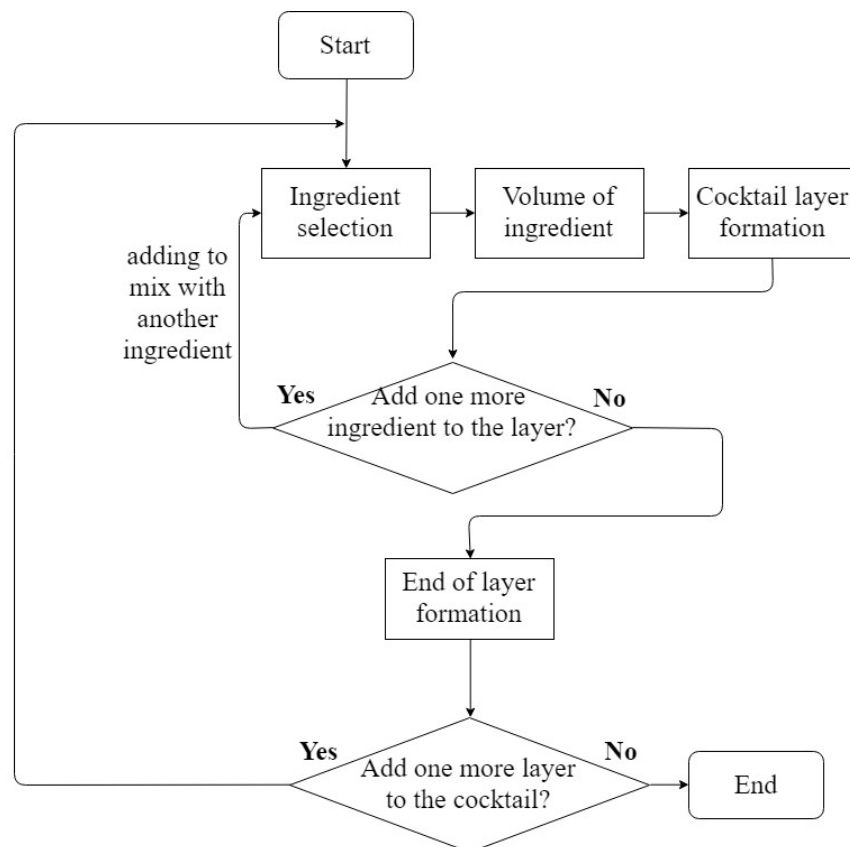 Start
Ingredient
selection
Volume of
ingredient
Cocktail layer
formation
adding to
mix with
another
ingredient
Yes
Add one more
ingredient to the layer?
No
End of layer
formation
Yes
Add one more layer
to the cocktail?
No
End